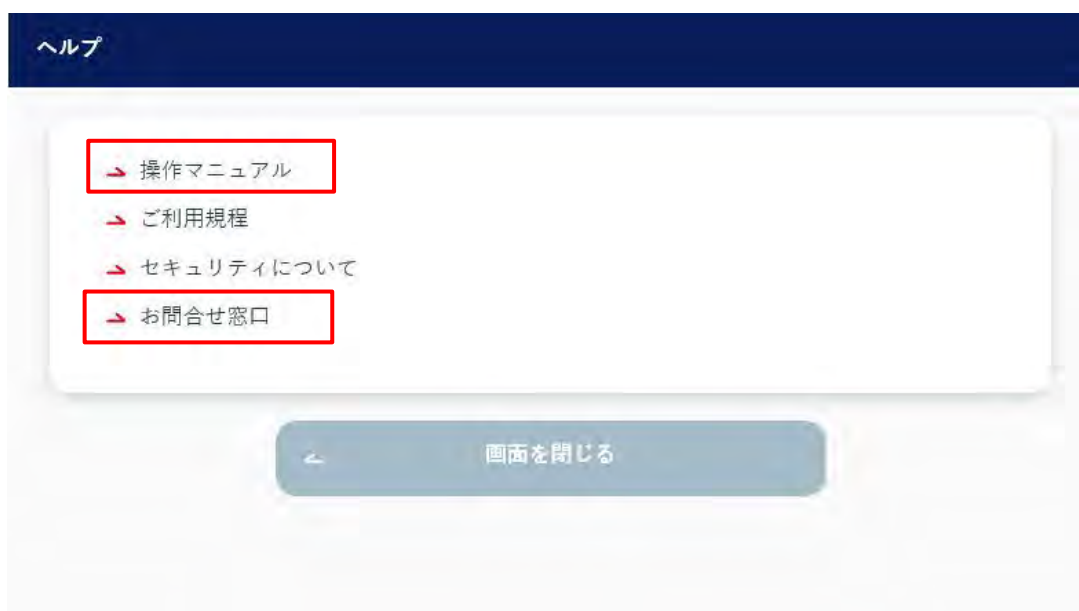 ヘルプ
操作マニュアル
ご利用規程
セキュリティについて
お問合せ窓口
画面を閉じる